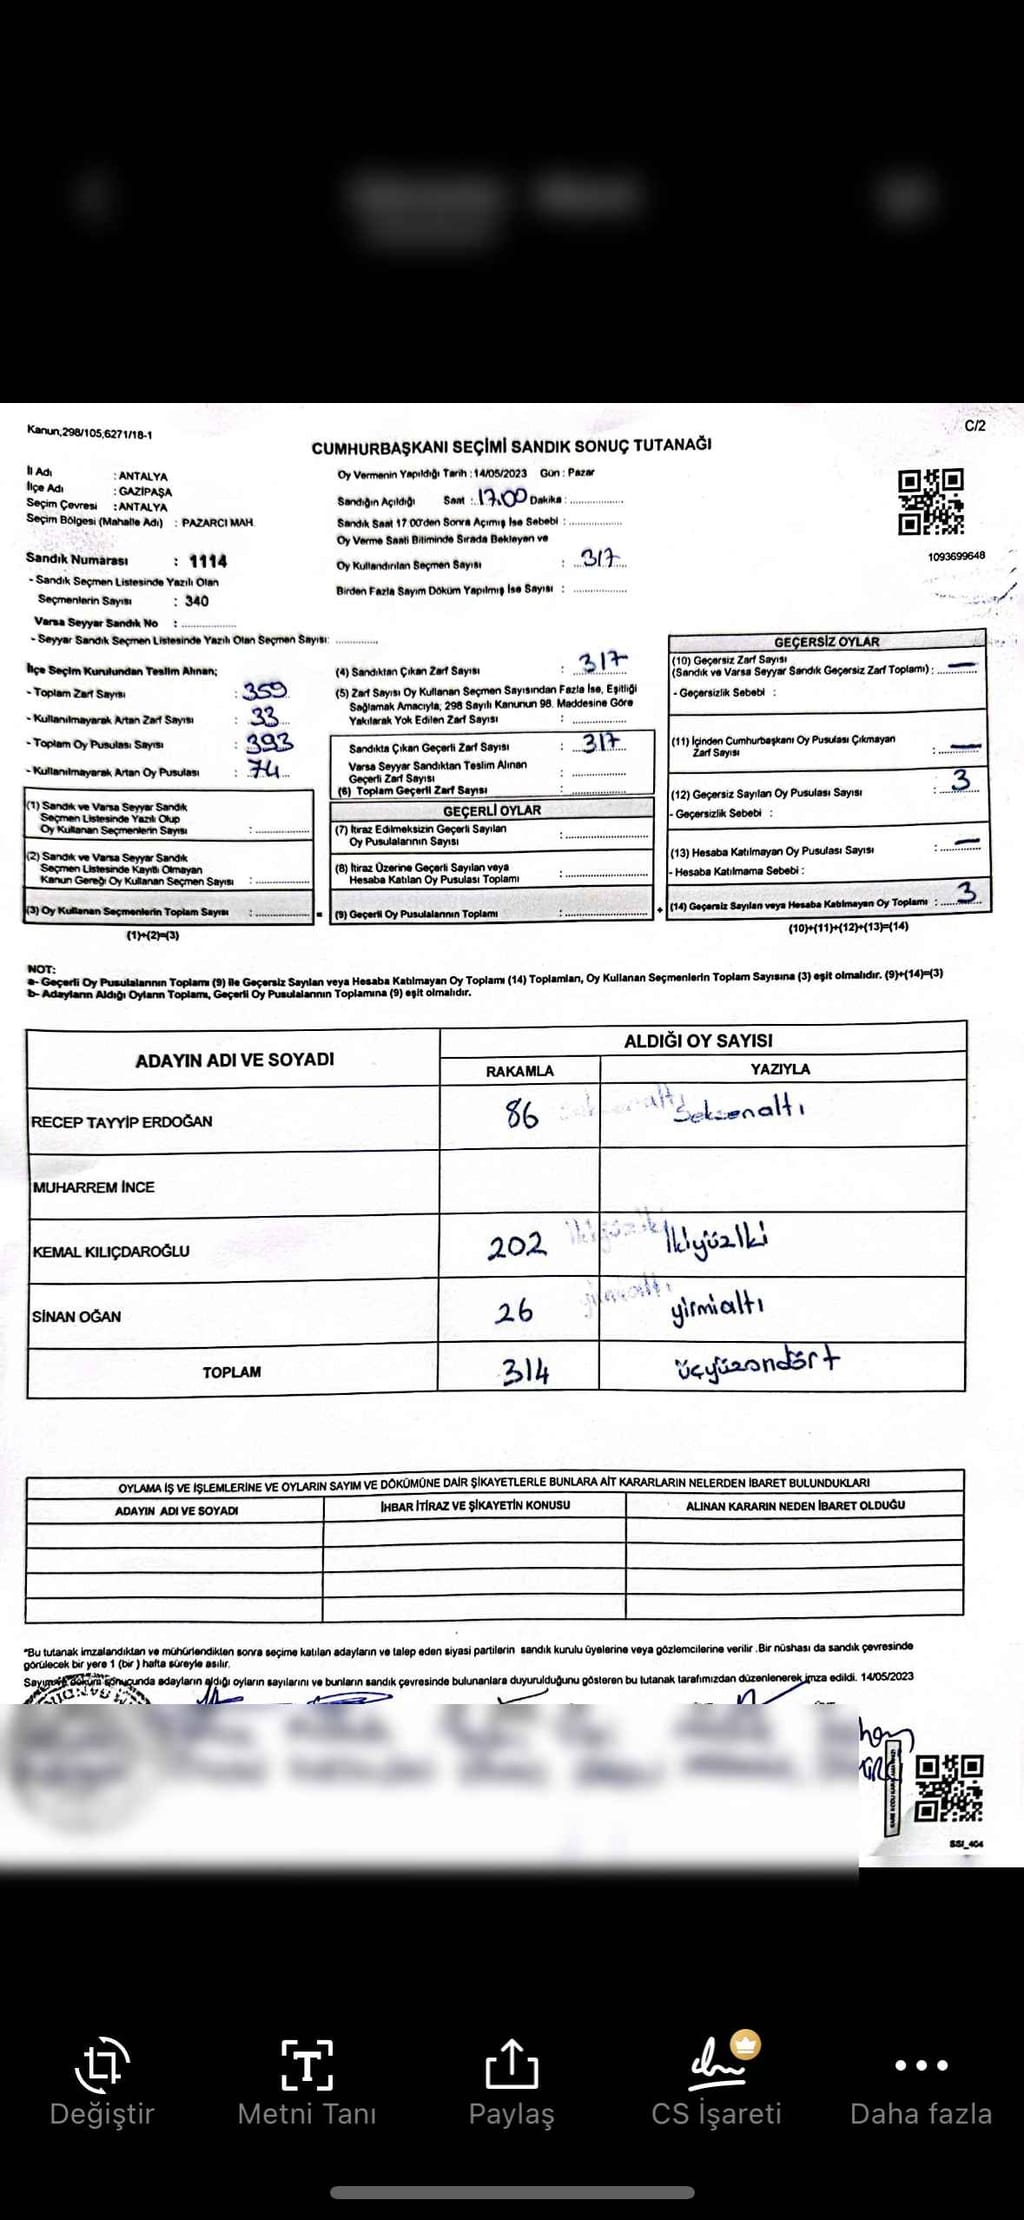 Kanun;298/105,6271/18-1
C/2
CUMHURBAŞKANI SEÇİMİ SANDIK SONUÇ TUTANAĞI
İl Adı : ANTALYA
İlçe Adı : GAZİPAŞA
Seçim Çevresi : ANTALYA
Seçim Bölgesi (Mahalle Adı) : PAZARCI MAH.
Oy Vermenin Yapıldığı Tarih : 14/05/2023 Gün : Pazar
Sandığın Açıldığı Saat : 17.00 Dakika :
Sandık Saat 17 00'den Sonra Açımış İse Sebebi :
Oy Verme Saati Bitiminde Sırada Bekleyen ve
Oy Kullandırılan Seçmen Sayısı : 317
Birden Fazla Sayım Döküm Yapılmış İse Sayısı :
1093699648
Sandık Numarası : 1114
- Sandık Seçmen Listesinde Yazılı Olan
Seçmenlerin Sayısı : 340
Varsa Seyyar Sandık No :
- Seyyar Sandık Seçmen Listesinde Yazılı Olan Seçmen Sayısı:
İlçe Seçim Kurulundan Teslim Alınan;
- Toplam Zarf Sayısı : 359
- Kullanılmayarak Artan Zarf Sayısı : 33
- Toplam Oy Pusulası Sayısı : 393
- Kullanılmayarak Artan Oy Pusulası : 74
(1) Sandık ve Varsa Seyyar Sandık
Seçmen Listesinde Yazılı Olup
Oy Kullanan Seçmenlerin Sayısı :
(2) Sandık ve Varsa Seyyar Sandık
Seçmen Listesinde Kayıtlı Olmayan
Kanun Gereği Oy Kullanan Seçmen Sayısı :
(3) Oy Kullanan Seçmenlerin Toplam Sayısı :
(1)+(2)=(3)
(4) Sandıktan Çıkan Zarf Sayısı : 317
(5) Zarf Sayısı Oy Kullanan Seçmen Sayısından Fazla İse, Eşitliği
Sağlamak Amacıyla; 298 Sayılı Kanunun 98. Maddesine Göre
Yakılarak Yok Edilen Zarf Sayısı :
Sandıkta Çıkan Geçerli Zarf Sayısı : 317
Varsa Seyyar Sandıktan Teslim Alınan
Geçerli Zarf Sayısı :
(6) Toplam Geçerli Zarf Sayısı :
GEÇERLİ OYLAR
(7) İtiraz Edilmeksizin Geçerli Sayılan
Oy Pusulalarının Sayısı :
(8) İtiraz Üzerine Geçerli Sayılan veya
Hesaba Katılan Oy Pusulası Toplamı :
= (9) Geçerli Oy Pusulalarının Toplamı :
GEÇERSİZ OYLAR
(10) Geçersiz Zarf Sayısı
(Sandık ve Varsa Seyyar Sandık Geçersiz Zarf Toplamı) : —
- Geçersizlik Sebebi :
(11) İçinden Cumhurbaşkanı Oy Pusulası Çıkmayan
Zarf Sayısı : —
(12) Geçersiz Sayılan Oy Pusulası Sayısı : 3
- Geçersizlik Sebebi :
(13) Hesaba Katılmayan Oy Pusulası Sayısı : —
- Hesaba Katılmama Sebebi :
+ (14) Geçersiz Sayılan veya Hesaba Katılmayan Oy Toplamı : 3
(10)+(11)+(12)+(13)=(14)
NOT:
a- Geçerli Oy Pusulalarının Toplamı (9) ile Geçersiz Sayılan veya Hesaba Katılmayan Oy Toplamı (14) Toplamları, Oy Kullanan Seçmenlerin Toplam Sayısına (3) eşit olmalıdır. (9)+(14)=(3)
b- Adayların Aldığı Oyların Toplamı, Geçerli Oy Pusulalarının Toplamına (9) eşit olmalıdır.
ADAYIN ADI VE SOYADI
ALDIĞI OY SAYISI
RAKAMLA YAZIYLA
RECEP TAYYİP ERDOĞAN 86 Seksenaltı
MUHARREM İNCE
KEMAL KILIÇDAROĞLU 202 İkiyüziki
SİNAN OĞAN 26 yirmialtı
TOPLAM 314 üçyüzondört
OYLAMA İŞ VE İŞLEMLERİNE VE OYLARIN SAYIM VE DÖKÜMÜNE DAİR ŞİKAYETLERLE BUNLARA AİT KARARLARIN NELERDEN İBARET BULUNDUKLARI
ADAYIN ADI VE SOYADI İHBAR İTİRAZ VE ŞİKAYETİN KONUSU ALINAN KARARIN NEDEN İBARET OLDUĞU
*Bu tutanak imzalandıktan ve mühürlendikten sonra seçime katılan adayların ve talep eden siyasi partilerin sandık kurulu üyelerine veya gözlemcilerine verilir .Bir nüshası da sandık çevresinde
görülecek bir yere 1 (bir ) hafta süreyle asılır.
Sayım ve döküm sonucunda adayların aldığı oyların sayılarını ve bunların sandık çevresinde bulunanlara duyurulduğunu gösteren bu tutanak tarafımızdan düzenlenerek imza edildi. 14/05/2023
SSI_404
Değiştir
Metni Tanı
Paylaş
CS İşareti
Daha fazla